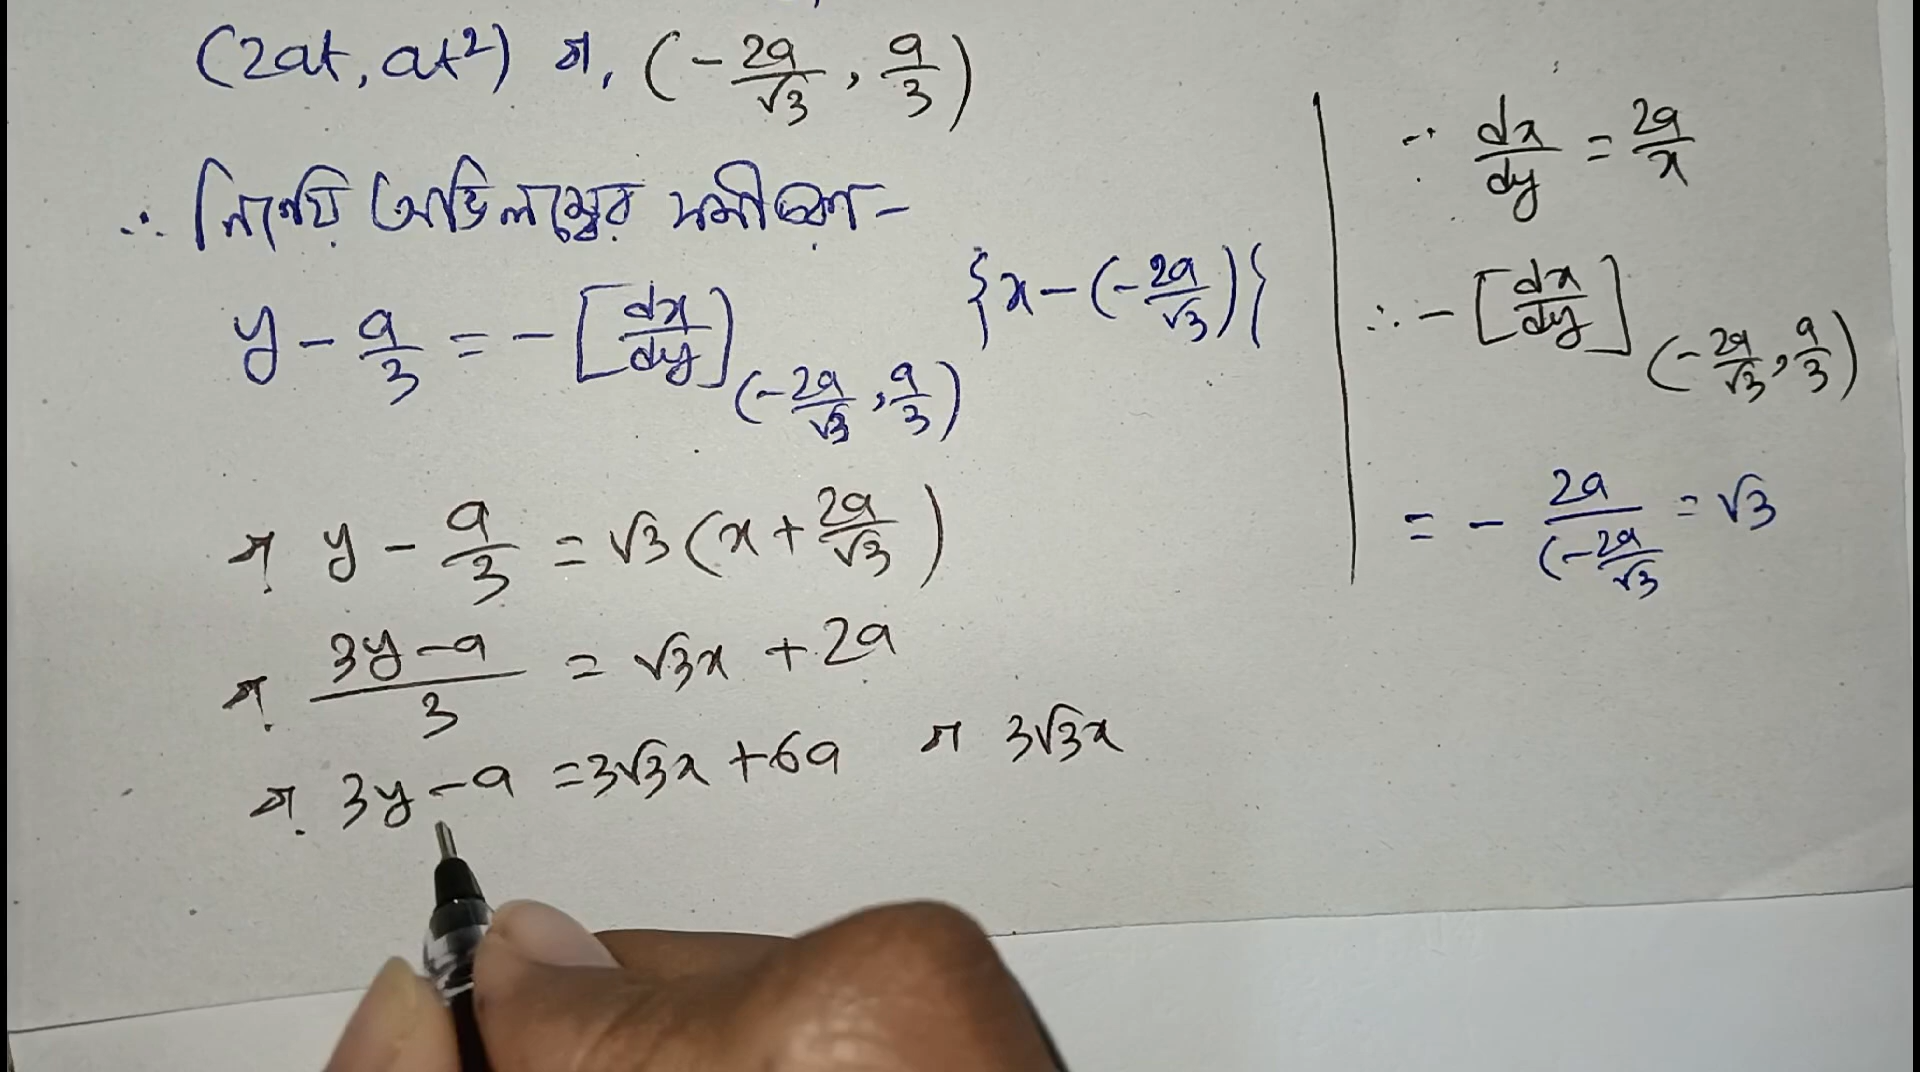 (2at, at²) বা, (-2a/√3, a/3)
∴ নির্ণেয় অভিলম্বের সমীকরণ -
y - a/3 = - [dx/dy](-2a/√3, a/3) {x - (-2a/√3)}
বা y - a/3 = √3 (x + 2a/√3)
বা, (3y - a)/3 = √3x + 2a
বা, 3y - a = 3√3x + 6a বা 3√3x
∵ dx/dy = 2a/x
∴ - [dx/dy](-2a/√3, a/3)
= - 2a/(-2a/√3 = √3